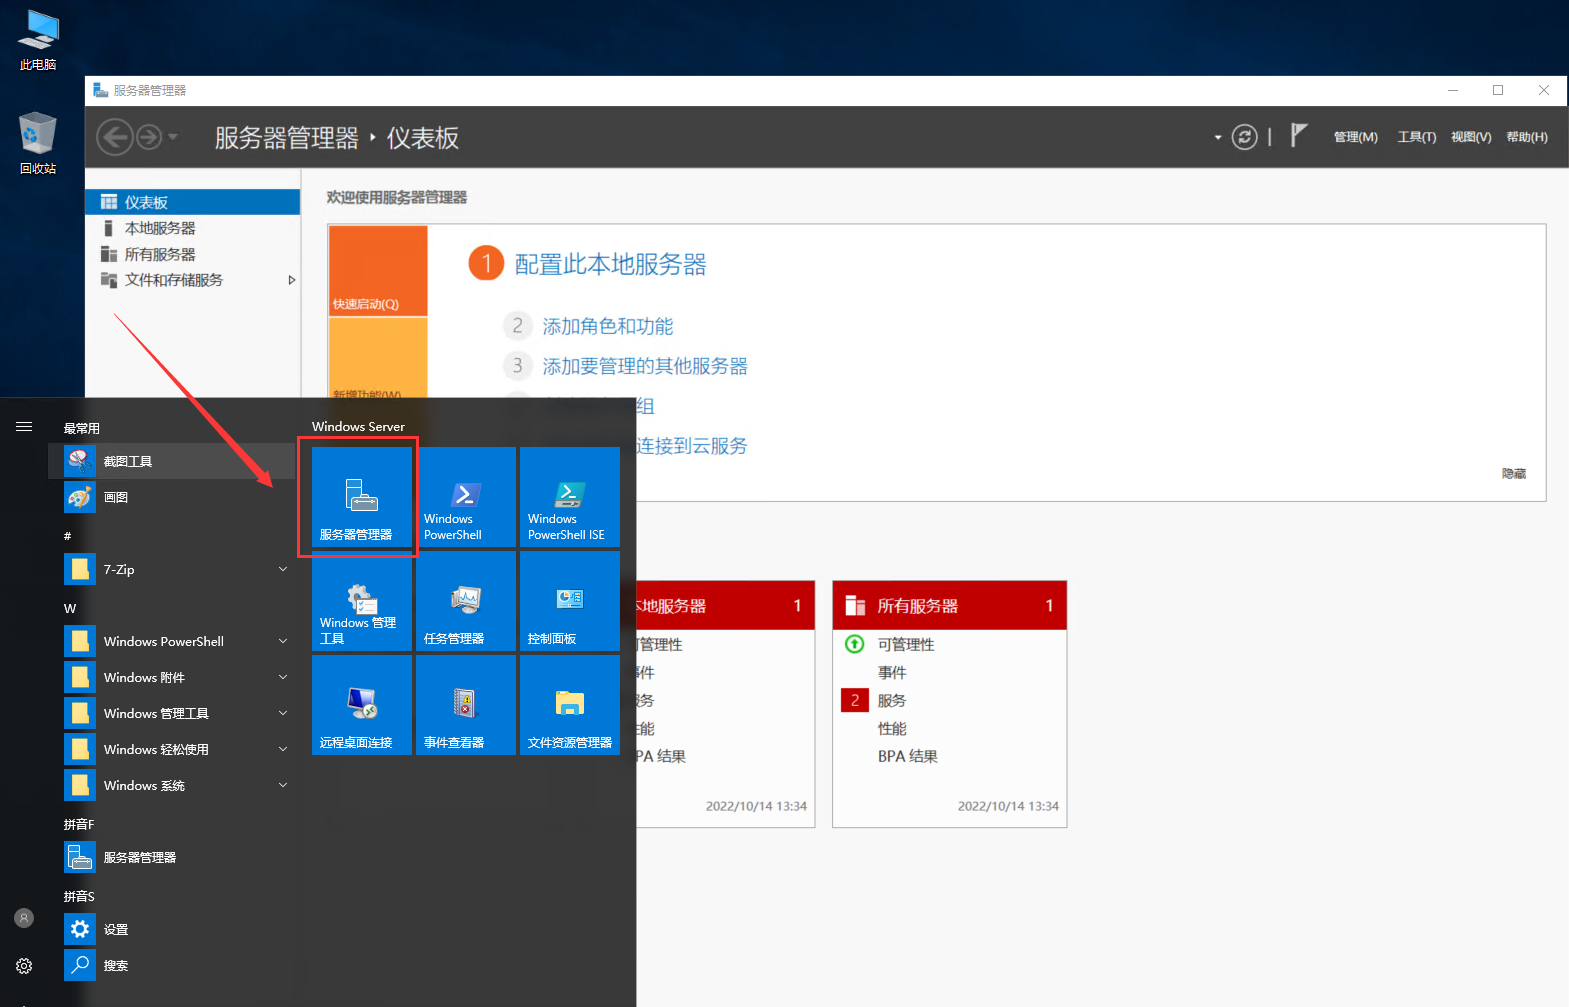 此电脑
回收站
服务器管理器
服务器管理器 · 仪表板
管理(M) 工具(T) 视图(V) 帮助(H)
仪表板
本地服务器
所有服务器
文件和存储服务
欢迎使用服务器管理器
快速启动(Q)
新增功能(W)
1 配置此本地服务器
2 添加角色和功能
3 添加要管理的其他服务器
组
连接到云服务
隐藏
最常用
截图工具
画图
#
7-Zip
W
Windows PowerShell
Windows 附件
Windows 管理工具
Windows 轻松使用
Windows 系统
拼音F
服务器管理器
拼音S
设置
搜索
Windows Server
服务器管理器
Windows
PowerShell
Windows
PowerShell ISE
Windows 管理
工具
任务管理器
控制面板
远程桌面连接
事件查看器
文件资源管理器
地服务器 1
管理性
件
务
能
PA 结果
2022/10/14 13:34
所有服务器 1
可管理性
事件
2 服务
性能
BPA 结果
2022/10/14 13:34